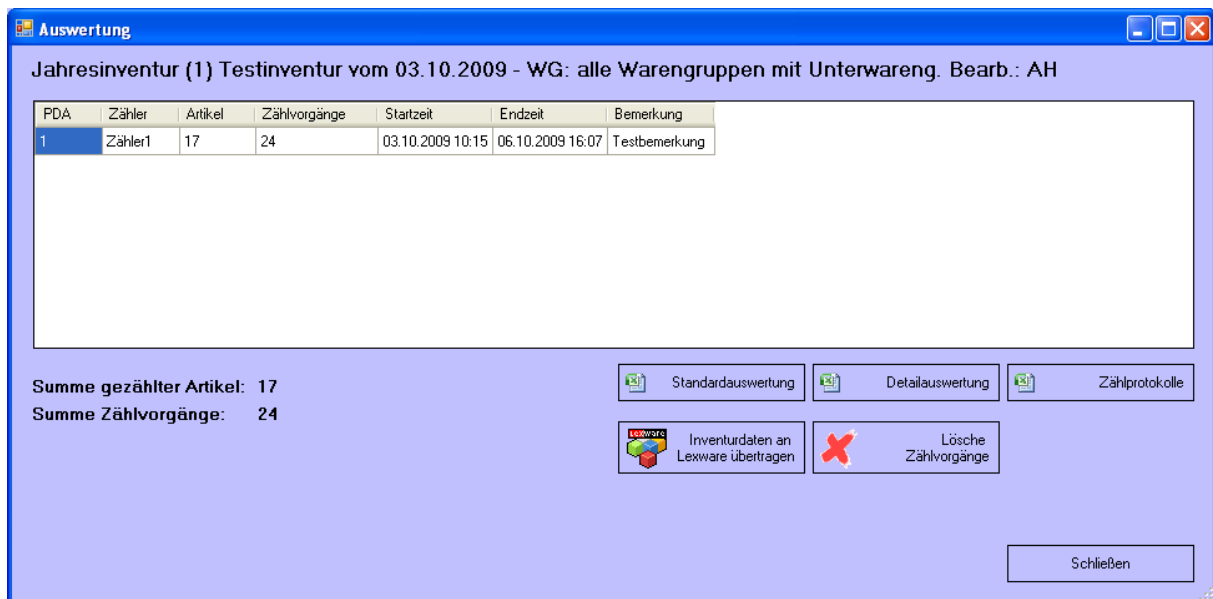 Auswertung
Jahresinventur (1) Testinventur vom 03.10.2009 - WG: alle Warengruppen mit Unterwareng. Bearb.: AH
PDA Zähler Artikel Zählvorgänge Startzeit Endzeit Bemerkung
1 Zähler1 17 24 03.10.2009 10:15 06.10.2009 16:07 Testbemerkung
Summe gezählter Artikel: 17
Summe Zählvorgänge: 24
Standardauswertung Detailauswertung Zählprotokolle
Lexware
Inventurdaten an
Lexware übertragen
Lösche
Zählvorgänge
Schließen